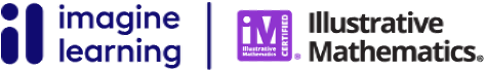 imagine
learning
iM
CERTIFIED
Illustrative
Mathematics
®
Illustrative
Mathematics®